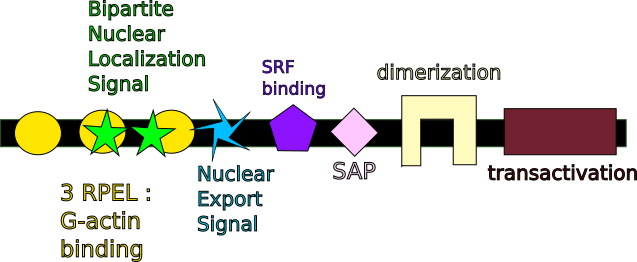 Bipartite
Nuclear
Localization
Signal
SRF
binding
dimerization
3 RPEL :
G-actin
binding
Nuclear
Export
Signal
SAP
transactivation